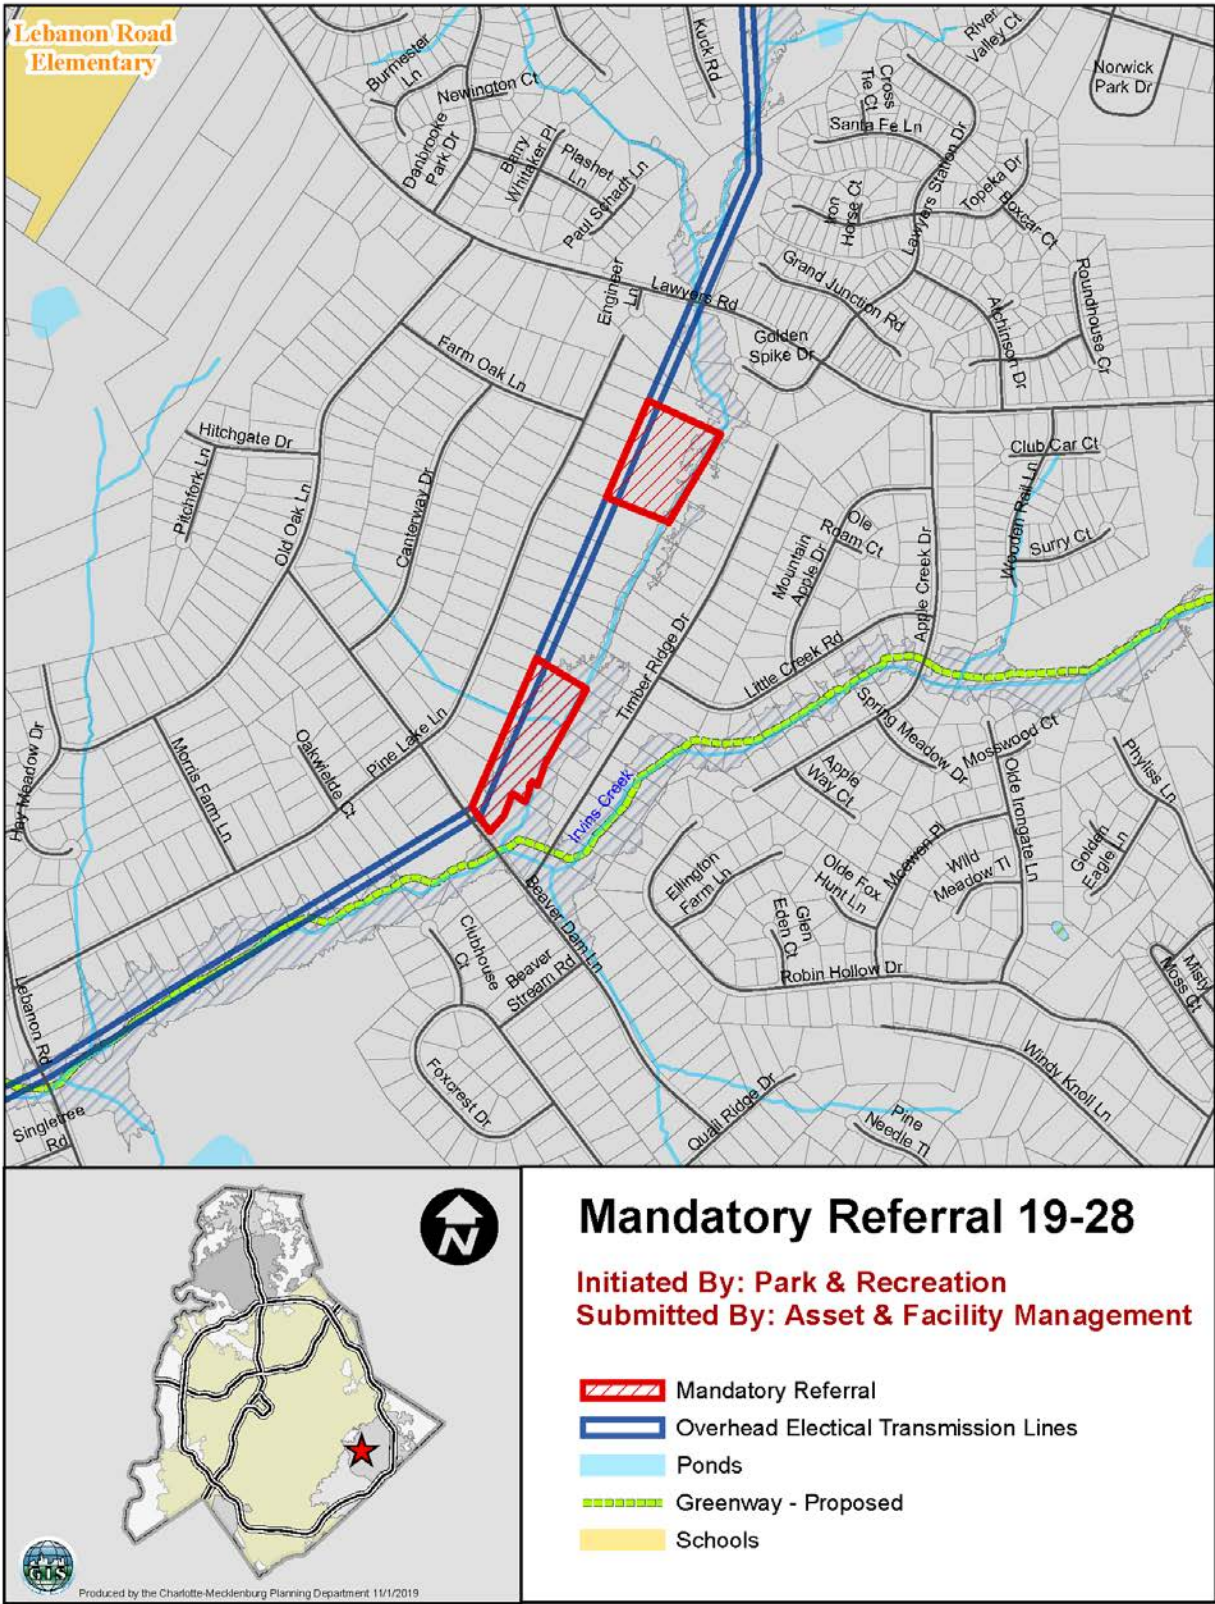 Lebanon Road
Elementary
Burmester
Ln
Newington Ct
Danbrooke
Park Dr
Barry
Whitaker Pl
Plashet
Ln
Paul Schadt Ln
Kuck Rd
River
Valley Ct
Norwick
Park Dr
Cross
Tie Ct
Santa Fe Ln
Lawyers Station Dr
Topeka Dr
Boxcar Ct
Iron
Horse Ct
Engineer
Ln
Lawyers Rd
Grand Junction Rd
Golden
Spike Dr
Atchinson Dr
Roundhouse Cr
Farm Oak Ln
Hitchgate Dr
Pitchfork Ln
Old Oak Ln
Canterway Dr
Club Car Ct
Wooden Rail Ln
Surry Ct
Ole
Roam Ct
Mountain
Apple Dr
Apple Creek Dr
Little Creek Rd
Timber Ridge Dr
Pine Lake Ln
Hay Meadow Dr
Morris Farm Ln
Oakwielde Ct
Spring Meadow Dr
Mosswood Ct
Apple
Way Ct
Olde Irongate Ln
Phyliss Ln
Irvins Creek
Ellington
Farm Ln
Olde Fox
Hunt Ln
Mcewen Pl
Wild
Meadow Tl
Golden
Eagle Ln
Glen
Eden Ct
Robin Hollow Dr
Misty
Moss Ct
Beaver Dam Ln
Clubhouse
Ct
Beaver
Stream Rd
Lebanon Rd
Foxcrest Dr
Windy Knoll Ln
Quail Ridge Dr
Pine
Needle Tl
Singletree
Rd
N
GIS
Produced by the Charlotte-Mecklenburg Planning Department 11/1/2019
Mandatory Referral 19-28
Initiated By: Park & Recreation
Submitted By: Asset & Facility Management
Mandatory Referral
Overhead Electical Transmission Lines
Ponds
Greenway - Proposed
Schools